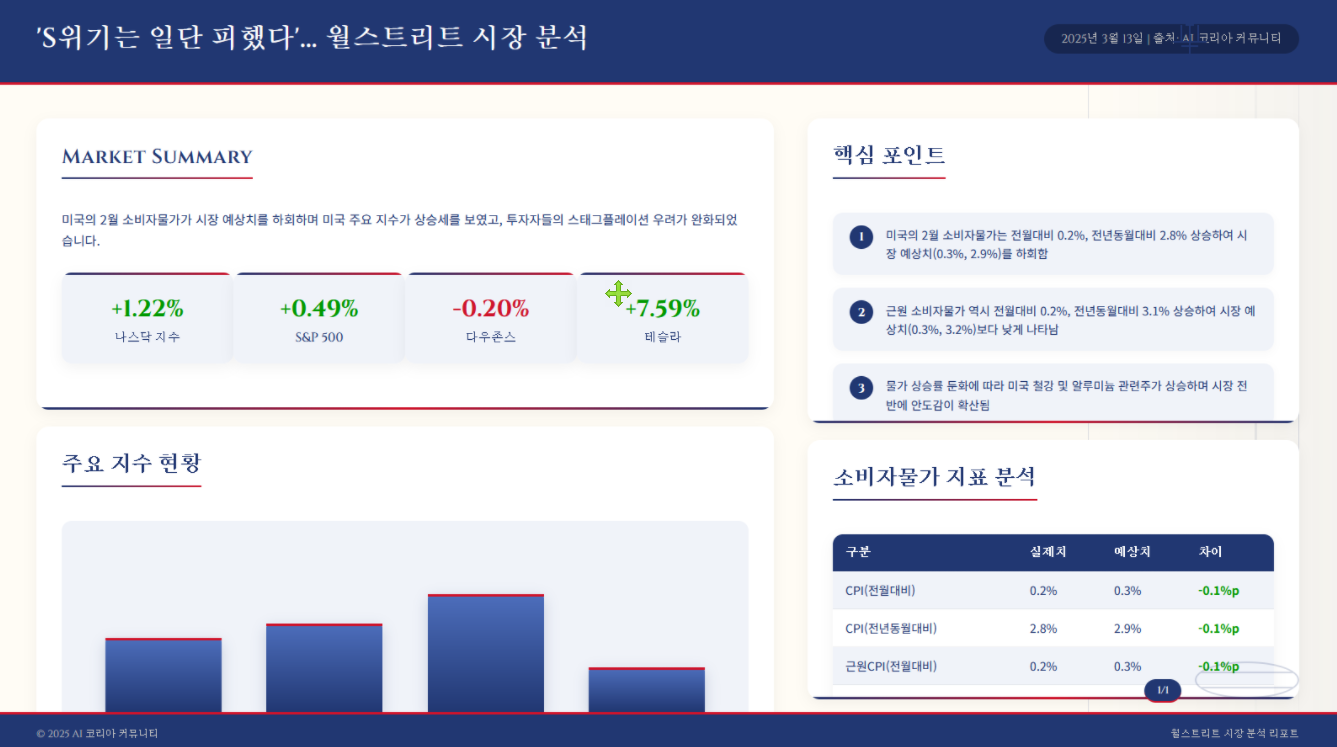 'S위기는 일단 피했다'... 월스트리트 시장 분석
2025년 3월 13일 | 출처: AI 코리아 커뮤니티
Market Summary
미국의 2월 소비자물가가 시장 예상치를 하회하며 미국 주요 지수가 상승세를 보였고, 투자자들의 스태그플레이션 우려가 완화되었
습니다.
+1.22%
나스닥 지수
+0.49%
S&P 500
-0.20%
다우존스
+7.59%
테슬라
주요 지수 현황
핵심 포인트
1
미국의 2월 소비자물가는 전월대비 0.2%, 전년동월대비 2.8% 상승하여 시
장 예상치(0.3%, 2.9%)를 하회함
2
근원 소비자물가 역시 전월대비 0.2%, 전년동월대비 3.1% 상승하여 시장 예
상치(0.3%, 3.2%)보다 낮게 나타남
3
물가 상승률 둔화에 따라 미국 철강 및 알루미늄 관련주가 상승하며 시장 전
반에 안도감이 확산됨
소비자물가 지표 분석
구분 실제치 예상치 차이
CPI(전월대비) 0.2% 0.3% -0.1%p
CPI(전년동월대비) 2.8% 2.9% -0.1%p
근원CPI(전월대비) 0.2% 0.3% -0.1%p
1/1
© 2025 AI 코리아 커뮤니티
월스트리트 시장 분석 리포트